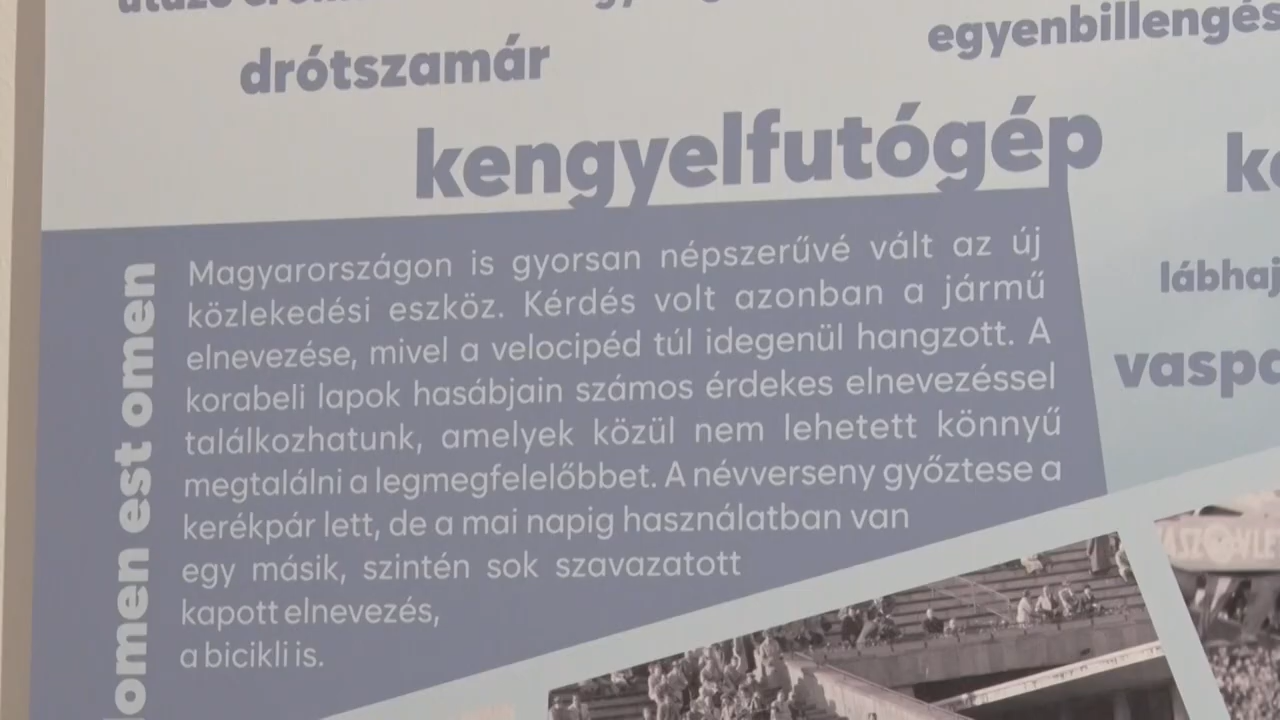 drótszamár
egyenbillengés
kengyelfutógép
Magyarországon is gyorsan népszerűvé vált az új
közlekedési eszköz. Kérdés volt azonban a jármű
elnevezése, mivel a velocipéd túl idegenül hangzott. A
korabeli lapok hasábjain számos érdekes elnevezéssel
találkozhatunk, amelyek közül nem lehetett könnyű
megtalálni a legmegfelelőbbet. A névverseny győztese a
kerékpár lett, de a mai napig használatban van
egy másik, szintén sok szavazatott
kapott elnevezés,
a bicikli is.
omen est omen
lábhaj
vaspa